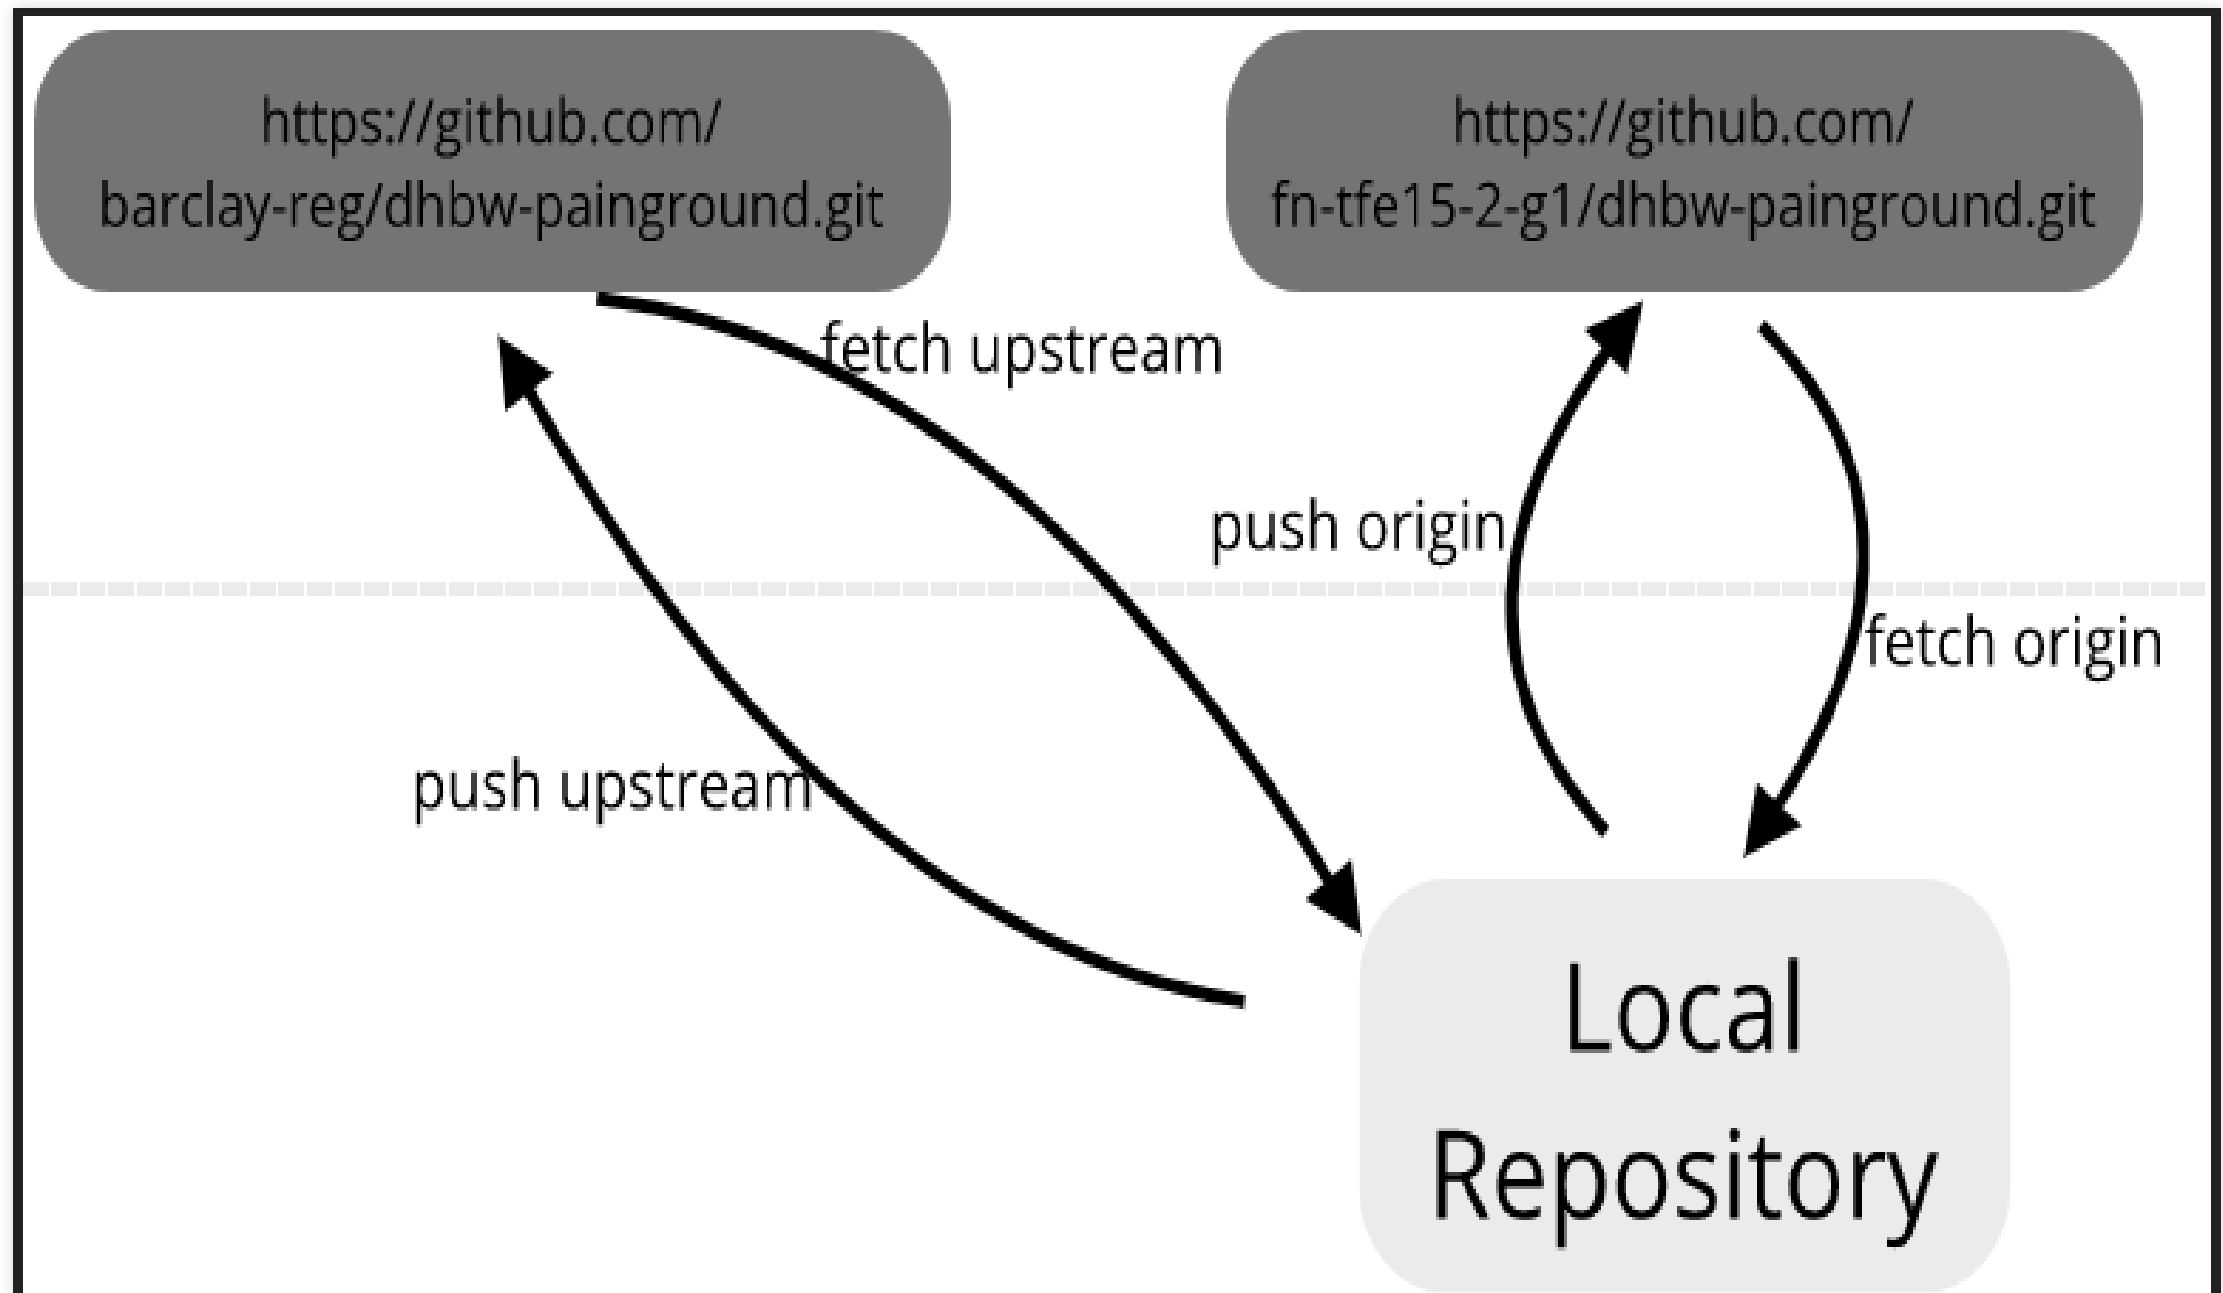 https://github.com/
barclay-reg/dhbw-painground.git
https://github.com/
fn-tfe15-2-g1/dhbw-painground.git
fetch upstream
push origin
fetch origin
push upstream
Local
Repository